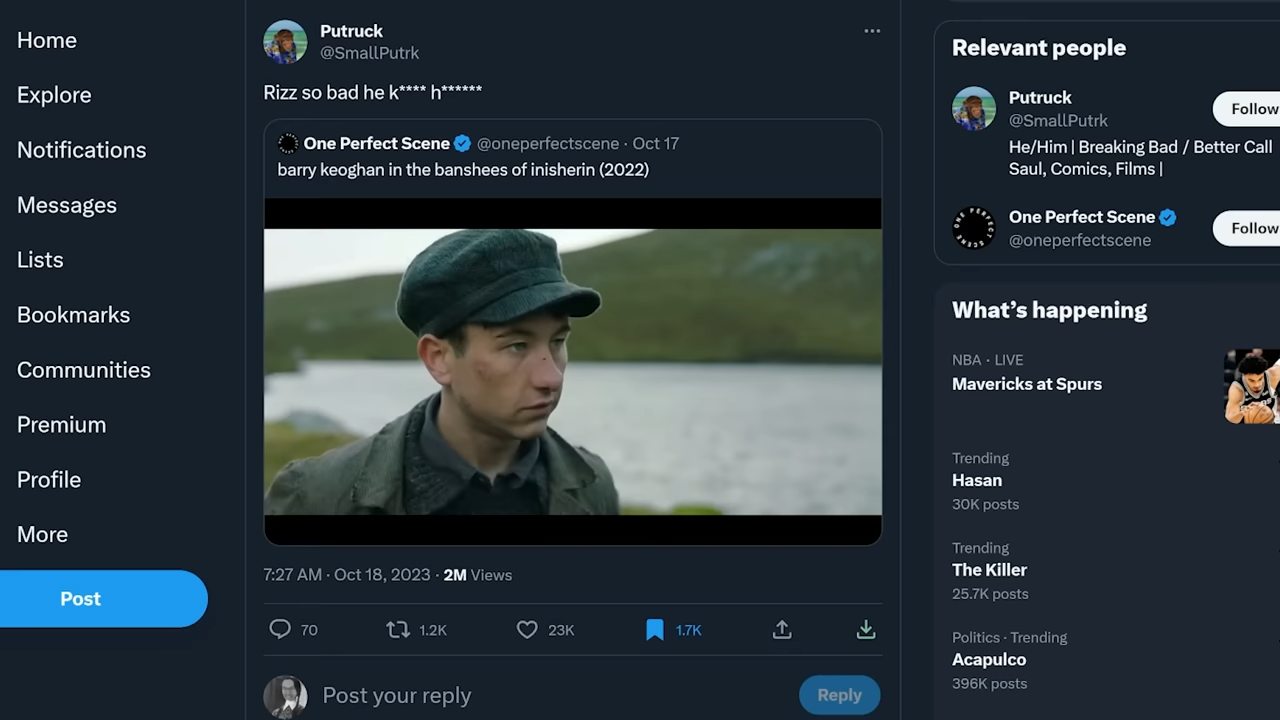 Home
Explore
Notifications
Messages
Lists
Bookmarks
Communities
Premium
Profile
More
Post
Putruck
@SmallPutrk
Rizz so bad he k**** h******
One Perfect Scene @oneperfectscene · Oct 17
barry keoghan in the banshees of inisherin (2022)
7:27 AM · Oct 18, 2023 · 2M Views
70 1.2K 23K 1.7K
Post your reply
Reply
Relevant people
Putruck
@SmallPutrk
Follow
He/Him | Breaking Bad / Better Call
Saul, Comics, Films |
One Perfect Scene
@oneperfectscene
Follow
What's happening
NBA · LIVE
Mavericks at Spurs
Trending
Hasan
30K posts
Trending
The Killer
25.7K posts
Politics · Trending
Acapulco
396K posts